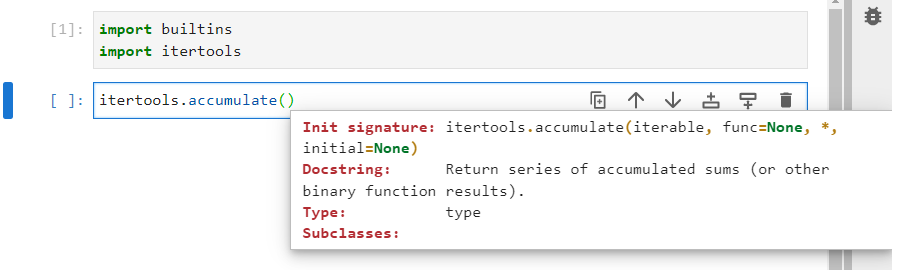 [1]: import builtins
import itertools
[ ]: itertools.accumulate()
Init signature: itertools.accumulate(iterable, func=None, *,
initial=None)
Docstring:      Return series of accumulated sums (or other
binary function results).
Type:           type
Subclasses: